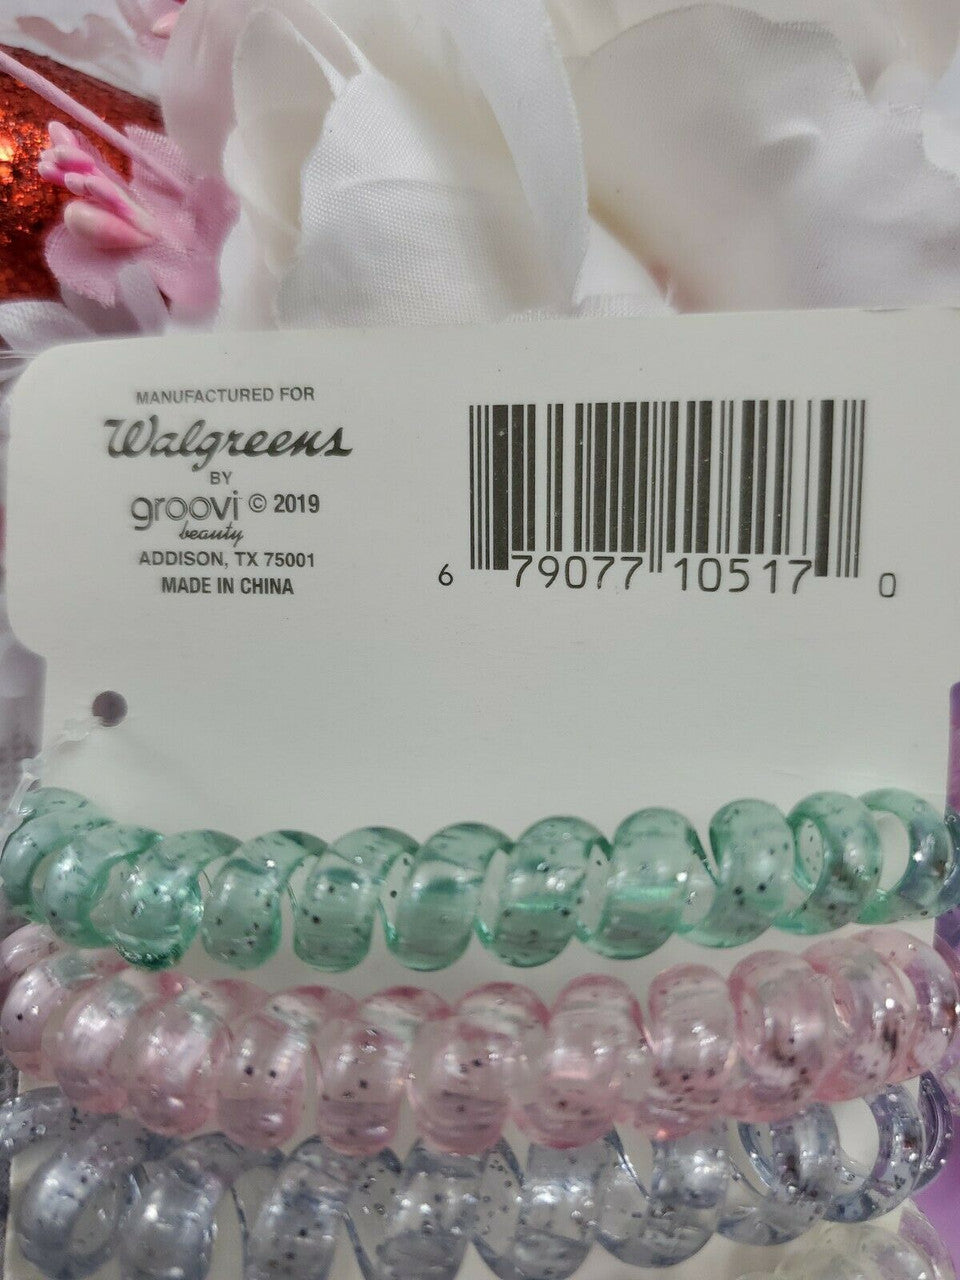 MANUFACTURED FOR
Walgreens
BY
groovi © 2019
beauty
ADDISON, TX 75001
MADE IN CHINA
6 79077 10517 0